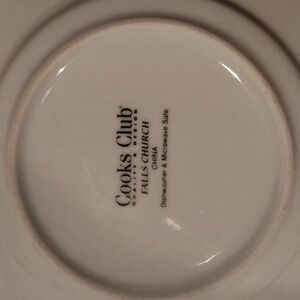 Cooks Club®
QUALITY & DESIGN
FALLS CHURCH
CHINA
Dishwasher & Microwave Safe